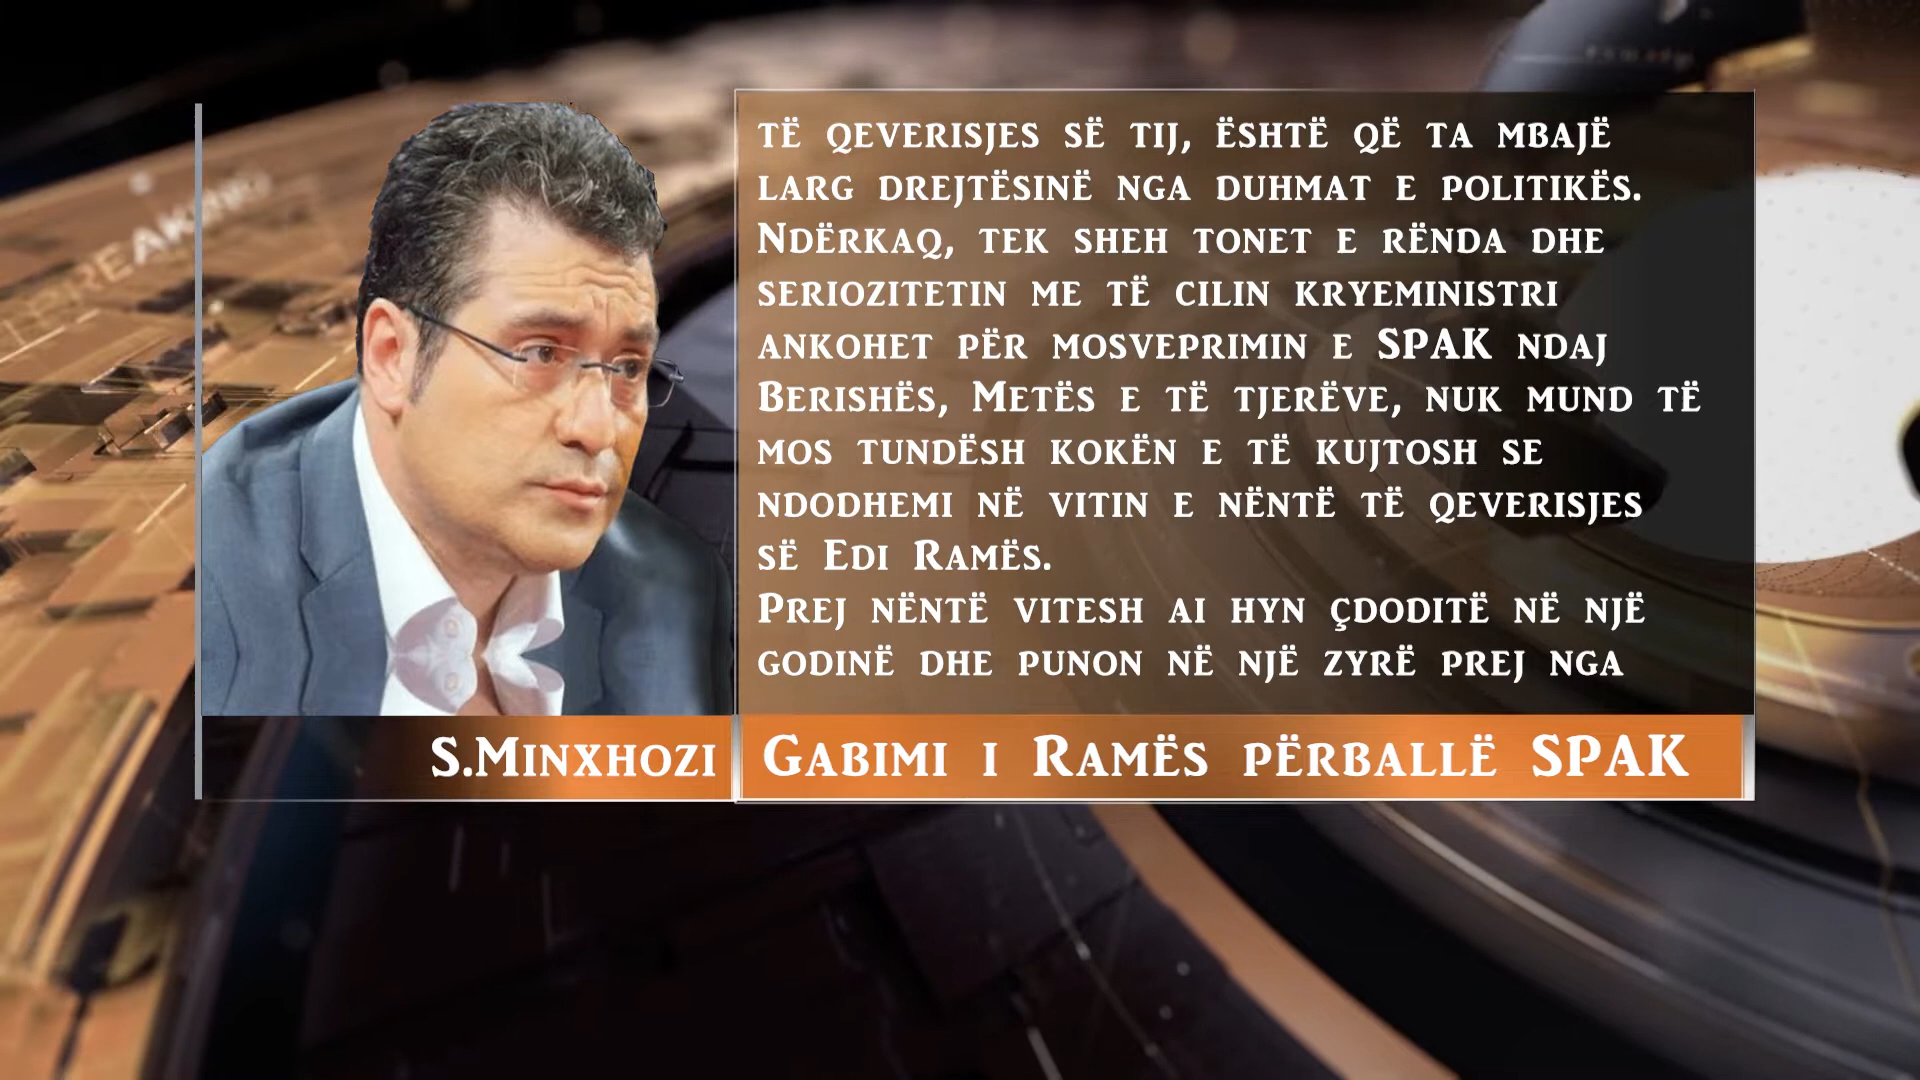 TË QEVERISJES SË TIJ, ËSHTË QË TA MBAJË
LARG DREJTËSINË NGA DUHMAT E POLITIKËS.
NDËRKAQ, TEK SHEH TONET E RËNDA DHE
SERIOZITETIN ME TË CILIN KRYEMINISTRI
ANKOHET PËR MOSVEPRIMIN E SPAK NDAJ
BERISHËS, METËS E TË TJERËVE, NUK MUND TË
MOS TUNDËSH KOKËN E TË KUJTOSH SE
NDODHEMI NË VITIN E NËNTË TË QEVERISJES
SË EDI RAMËS.
PREJ NËNTË VITESH AI HYN ÇDODITË NË NJË
GODINË DHE PUNON NË NJË ZYRË PREJ NGA
S.MINXHOZI
GABIMI I RAMËS PËRBALLË SPAK